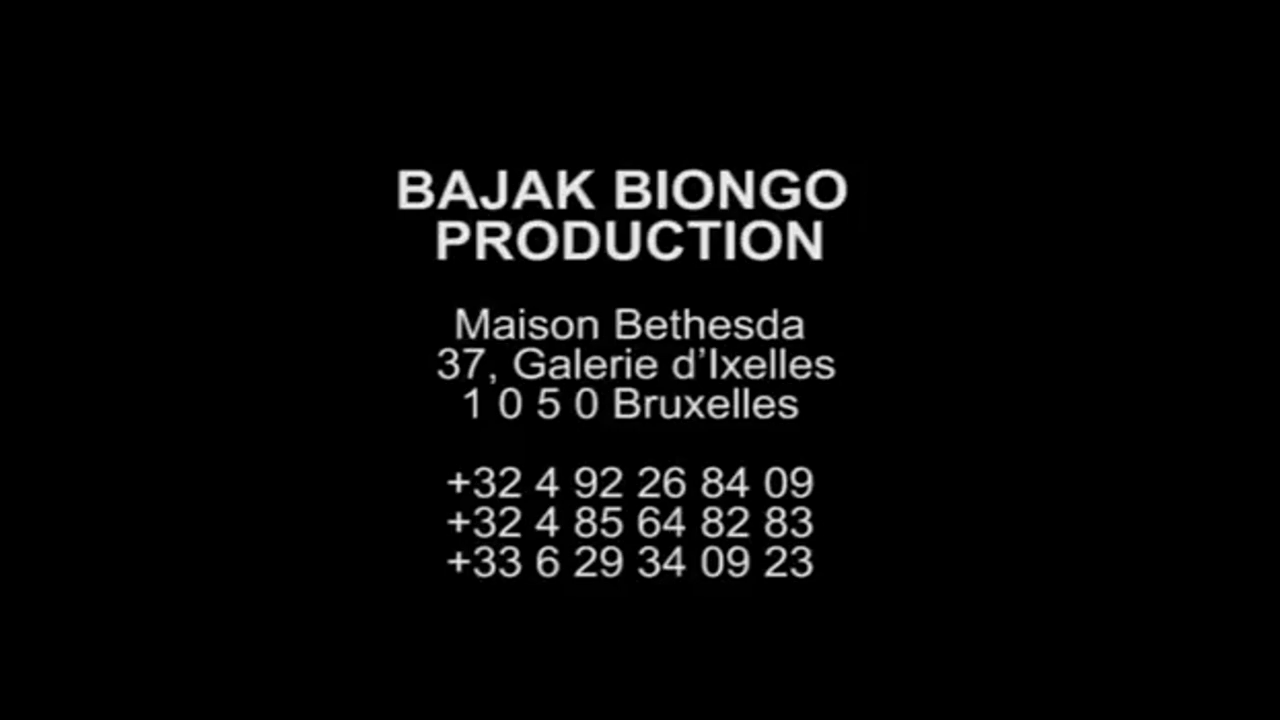 BAJAK BIONGO
PRODUCTION
Maison Bethesda
37, Galerie d’Ixelles
1 0 5 0 Bruxelles
+32 4 92 26 84 09
+32 4 85 64 82 83
+33 6 29 34 09 23